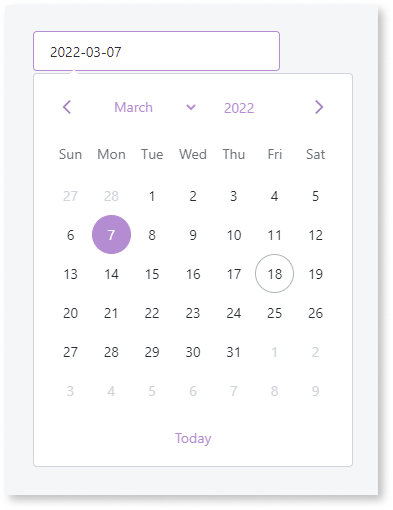 2022-03-07
March 2022
Sun Mon Tue Wed Thu Fri Sat
27 28 1 2 3 4 5
6 7 8 9 10 11 12
13 14 15 16 17 18 19
20 21 22 23 24 25 26
27 28 29 30 31 1 2
3 4 5 6 7 8 9
Today